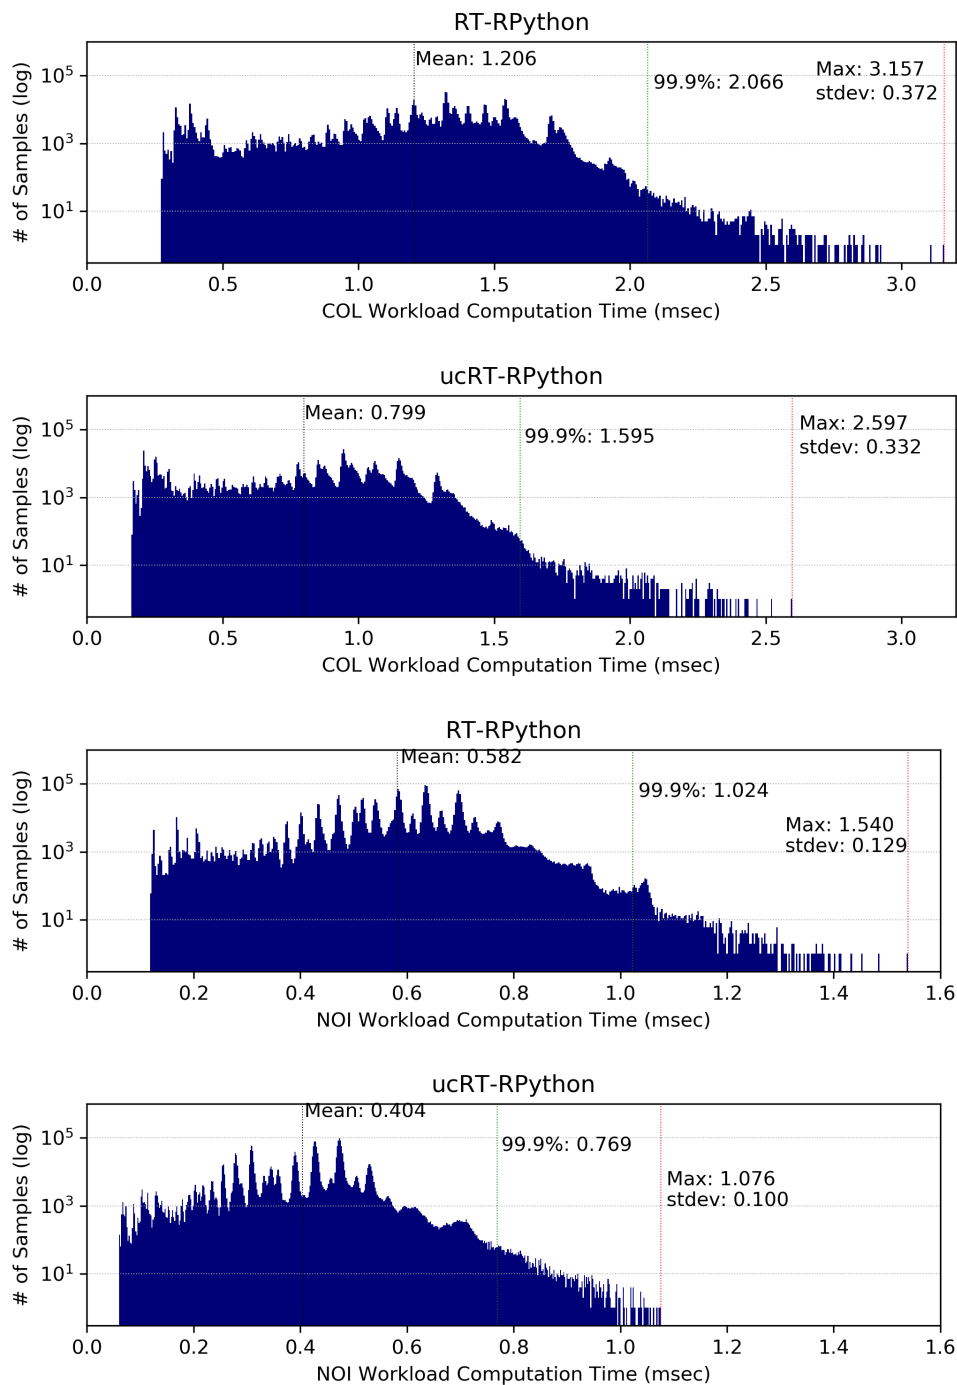 RT-RPython
# of Samples (log)
10^5
10^3
10^1
Mean: 1.206
99.9%: 2.066
Max: 3.157
stdev: 0.372
0.0 0.5 1.0 1.5 2.0 2.5 3.0
COL Workload Computation Time (msec)
ucRT-RPython
# of Samples (log)
10^5
10^3
10^1
Mean: 0.799
99.9%: 1.595
Max: 2.597
stdev: 0.332
0.0 0.5 1.0 1.5 2.0 2.5 3.0
COL Workload Computation Time (msec)
RT-RPython
# of Samples (log)
10^5
10^3
10^1
Mean: 0.582
99.9%: 1.024
Max: 1.540
stdev: 0.129
0.0 0.2 0.4 0.6 0.8 1.0 1.2 1.4 1.6
NOI Workload Computation Time (msec)
ucRT-RPython
# of Samples (log)
10^5
10^3
10^1
Mean: 0.404
99.9%: 0.769
Max: 1.076
stdev: 0.100
0.0 0.2 0.4 0.6 0.8 1.0 1.2 1.4 1.6
NOI Workload Computation Time (msec)